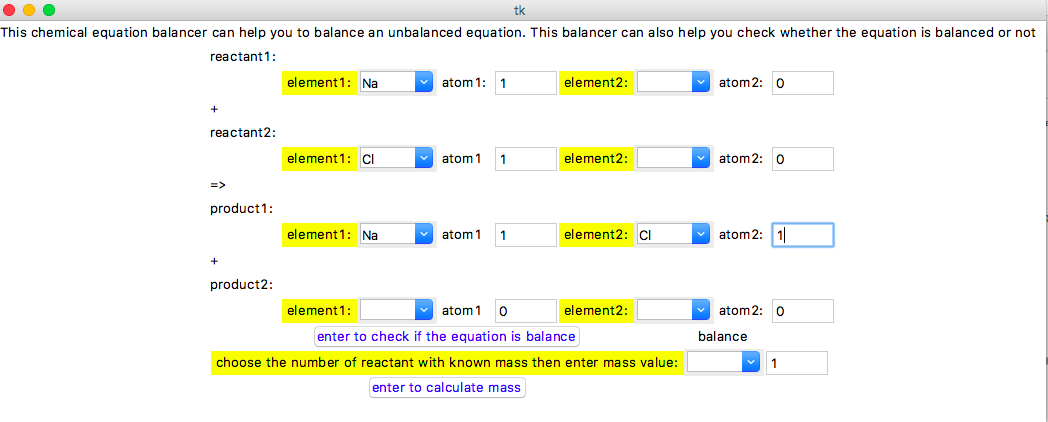 tk
This chemical equation balancer can help you to balance an unbalanced equation. This balancer can also help you check whether the equation is balanced or not
reactant1:
element1: Na atom1: 1 element2: atom2: 0
+
reactant2:
element1: Cl atom1 1 element2: atom2: 0
=>
product1:
element1: Na atom1 1 element2: Cl atom2: 1
+
product2:
element1: atom1 0 element2: atom2: 0
enter to check if the equation is balance balance
choose the number of reactant with known mass then enter mass value: 1
enter to calculate mass